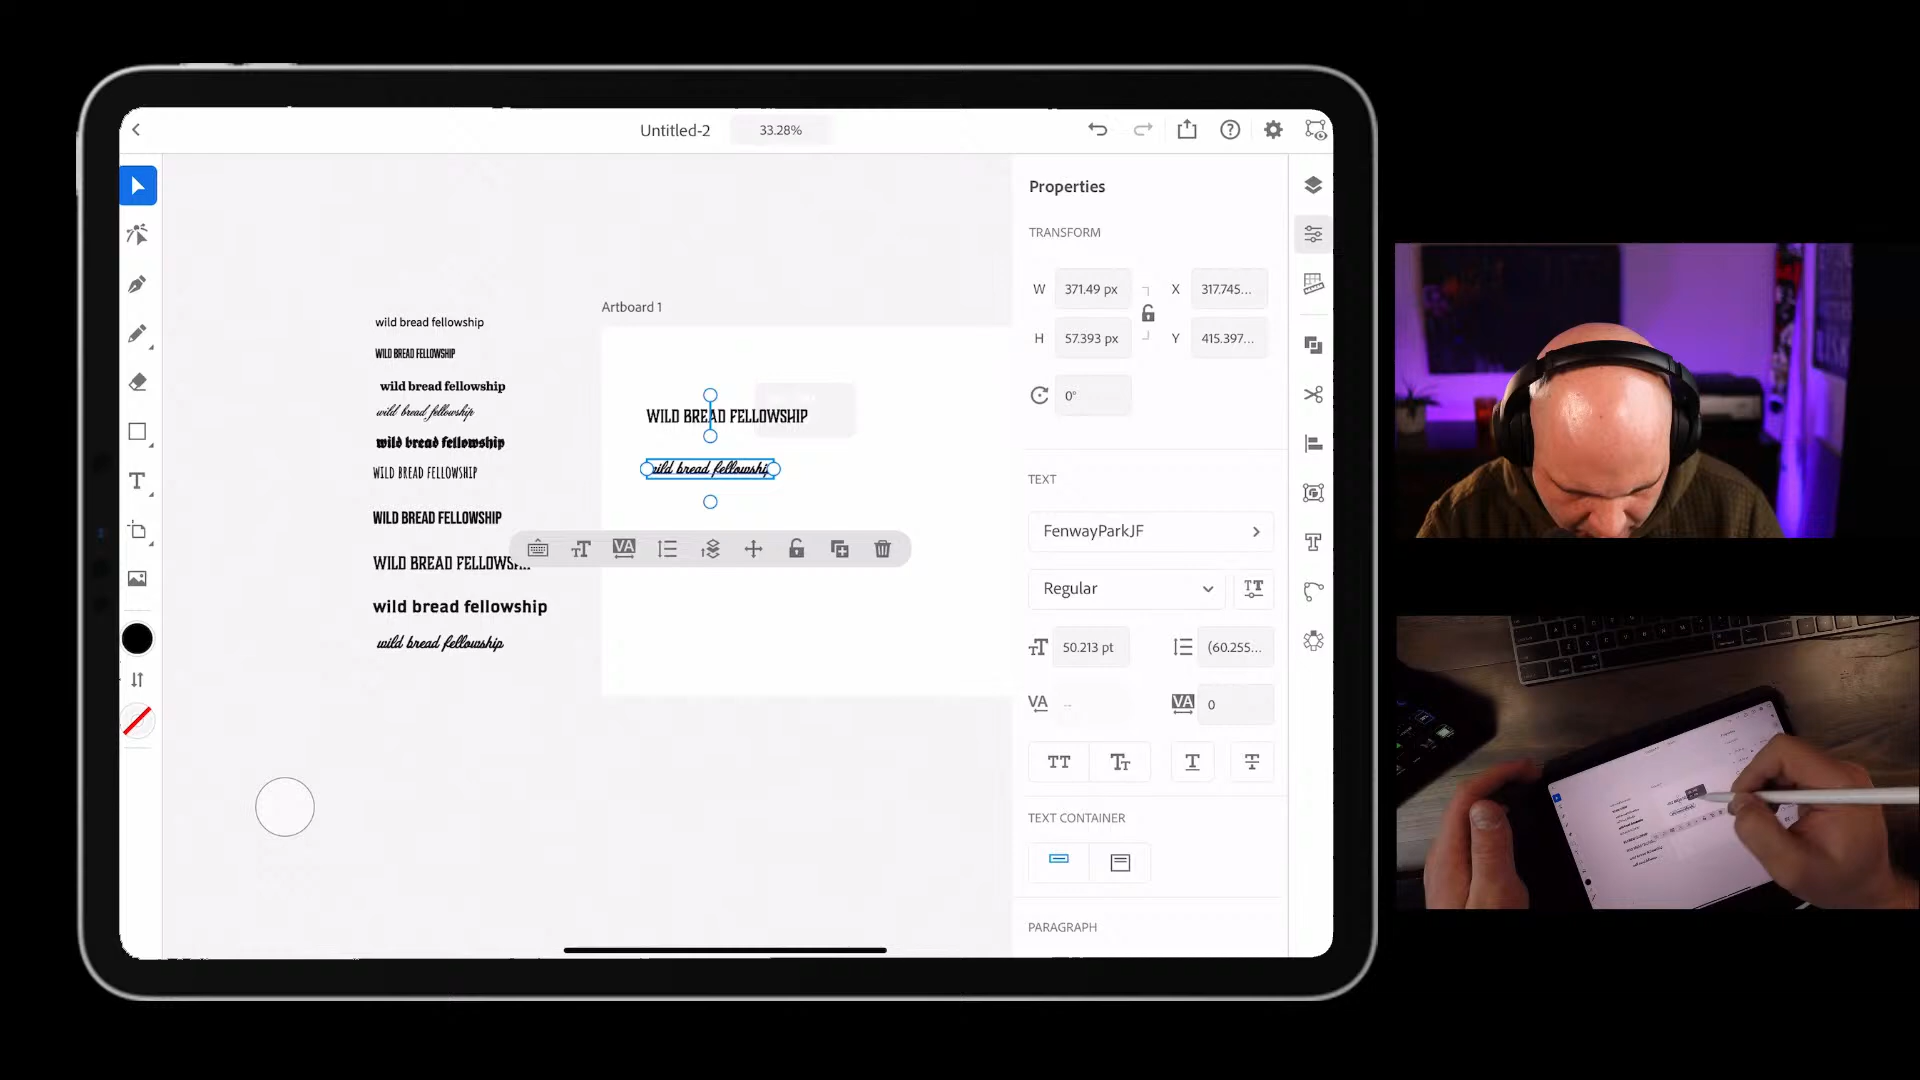 Untitled-2
33.28%
Properties
TRANSFORM
W 371.49 px X 317.745...
H 57.393 px Y 415.397...
0°
Artboard 1
wild bread fellowship
WILD BREAD FELLOWSHIP
wild bread fellowship
wild bread fellowship
wild bread fellowship
WILD BREAD FELLOWSHIP
WILD BREAD FELLOWSHIP
WILD BREAD FELLOWSH
wild bread fellowship
wild bread fellowship
WILD BREAD FELLOWSHIP
wild bread fellowship
TEXT
FenwayParkJF
Regular
50.213 pt (60.255...
VA -- VA 0
TT TT T T
TEXT CONTAINER
PARAGRAPH